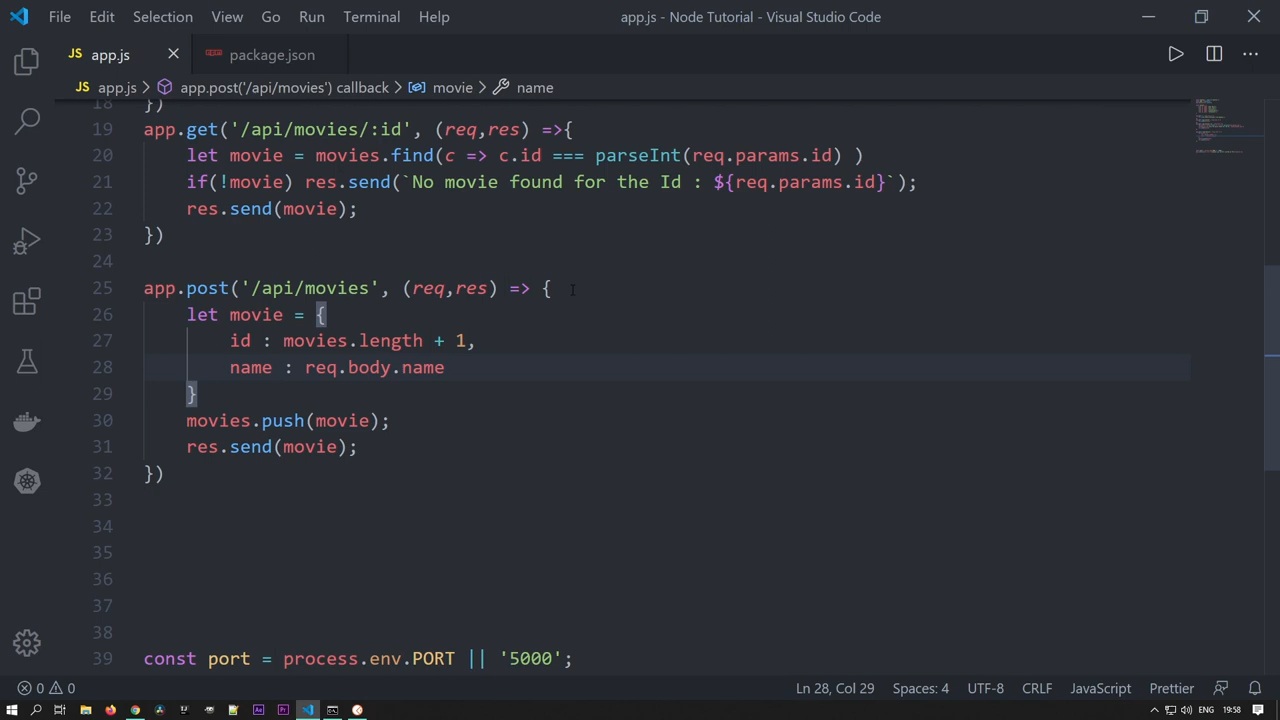 File Edit Selection View Go Run Terminal Help app.js - Node Tutorial - Visual Studio Code
JS app.js package.json
JS app.js > app.post('/api/movies') callback > movie > name
18 })
19 app.get('/api/movies/:id', (req,res) =>{
20 let movie = movies.find(c => c.id === parseInt(req.params.id) )
21 if(!movie) res.send(`No movie found for the Id : ${req.params.id}`);
22 res.send(movie);
23 })
24
25 app.post('/api/movies', (req,res) => {
26 let movie = {
27 id : movies.length + 1,
28 name : req.body.name
29 }
30 movies.push(movie);
31 res.send(movie);
32 })
33
34
35
36
37
38
39 const port = process.env.PORT || '5000';
0 0 Ln 28, Col 29 Spaces: 4 UTF-8 CRLF JavaScript Prettier
ENG 19:58